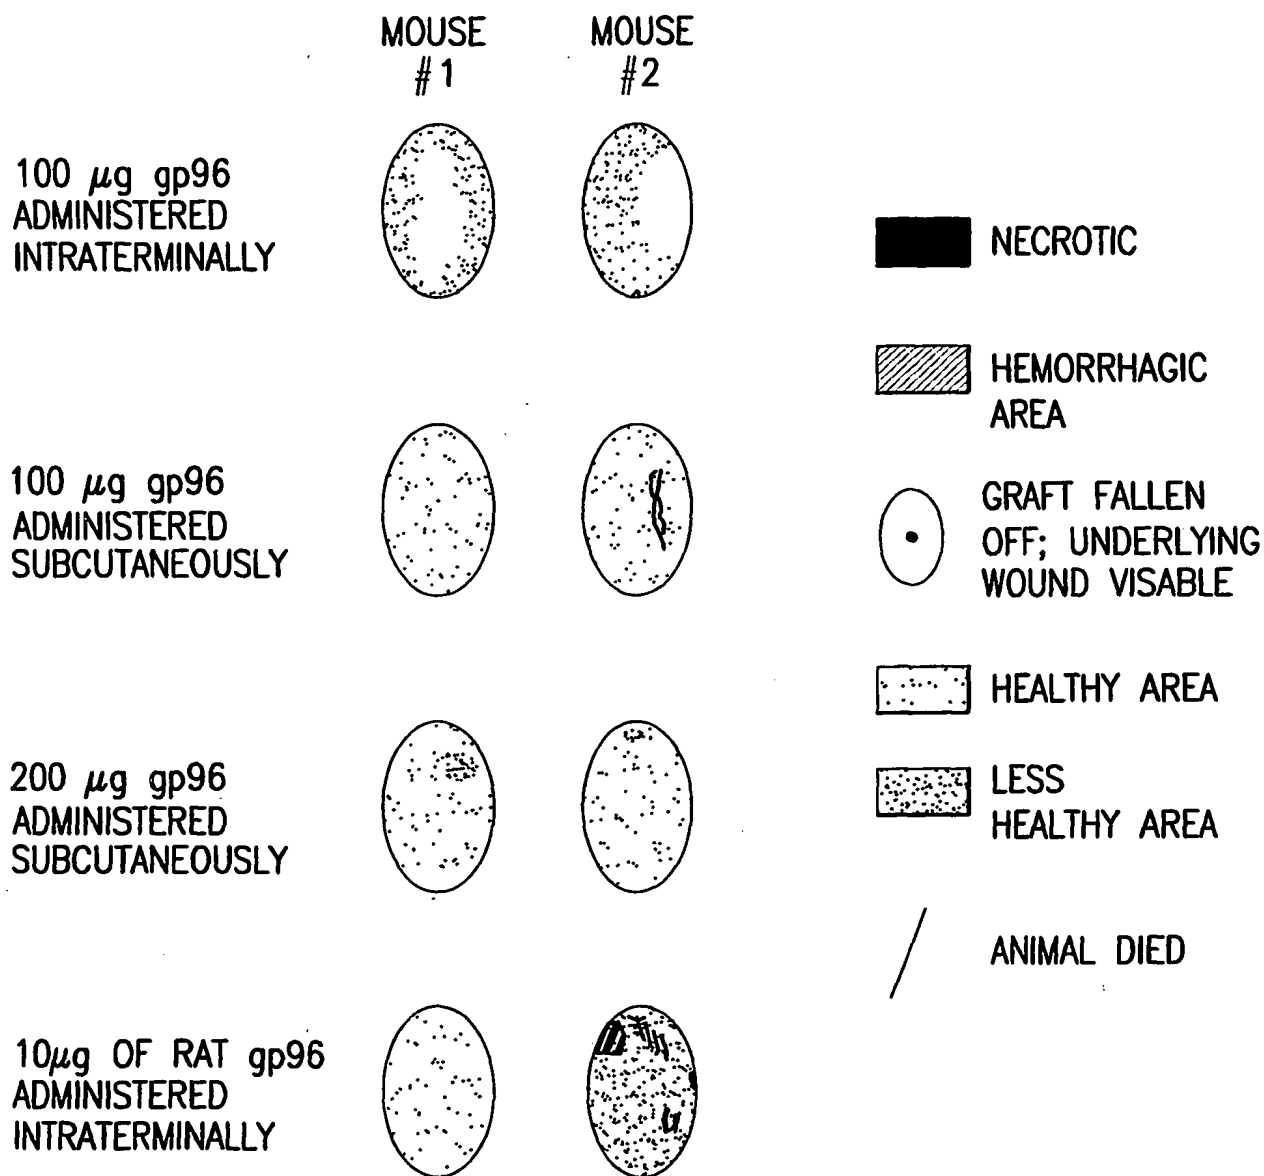 MOUSE
#1
MOUSE
#2
100 μg gp96
ADMINISTERED
INTRATERMINALLY
100 μg gp96
ADMINISTERED
SUBCUTANEOUSLY
200 μg gp96
ADMINISTERED
SUBCUTANEOUSLY
10μg OF RAT gp96
ADMINISTERED
INTRATERMINALLY
NECROTIC
HEMORRHAGIC
AREA
GRAFT FALLEN
OFF; UNDERLYING
WOUND VISABLE
HEALTHY AREA
LESS
HEALTHY AREA
ANIMAL DIED